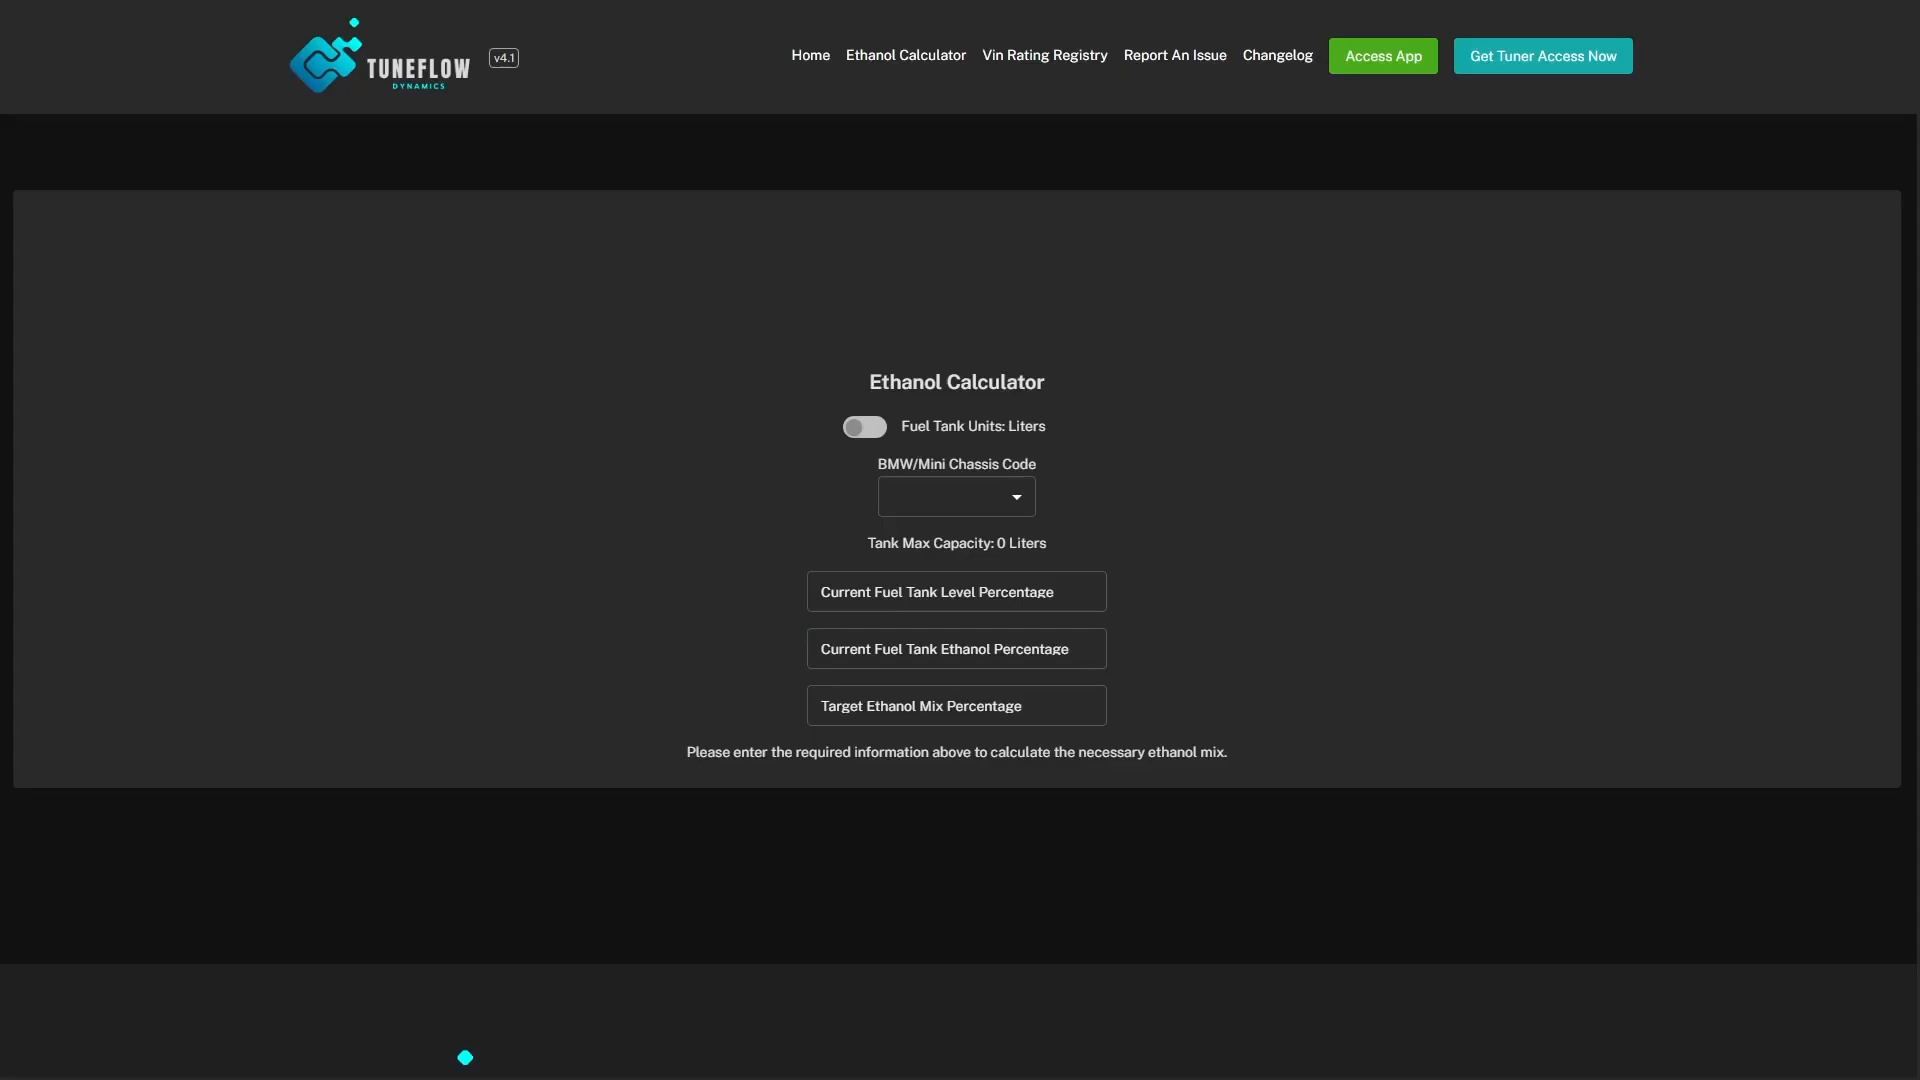 TUNEFLOW
DYNAMICS
v4.1
Home
Ethanol Calculator
Vin Rating Registry
Report An Issue
Changelog
Access App
Get Tuner Access Now
Ethanol Calculator
Fuel Tank Units: Liters
BMW/Mini Chassis Code
Tank Max Capacity: 0 Liters
Current Fuel Tank Level Percentage
Current Fuel Tank Ethanol Percentage
Target Ethanol Mix Percentage
Please enter the required information above to calculate the necessary ethanol mix.